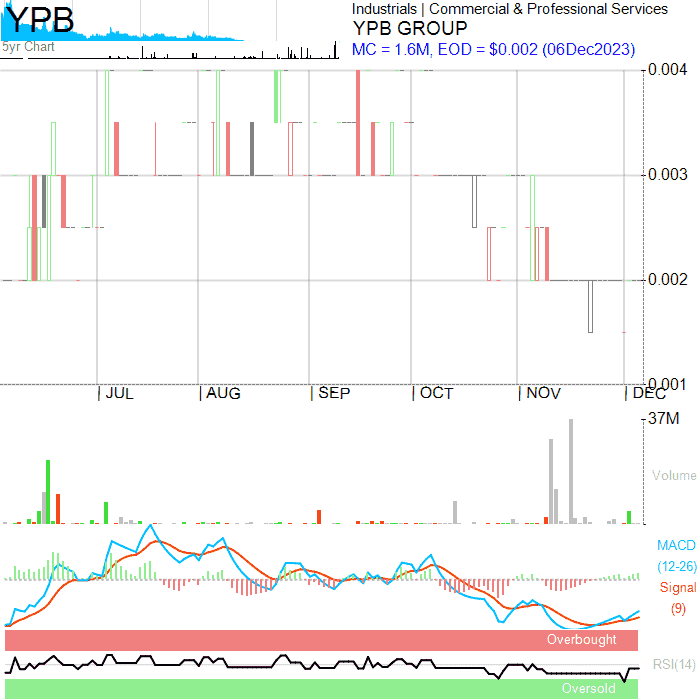 YPB
5yr Chart
Industrials | Commercial & Professional Services
YPB GROUP
MC = 1.6M, EOD = $0.002 (06Dec2023)
0.004
0.003
0.002
0.001
| JUL | AUG | SEP | OCT | NOV | DEC
37M
Volume
MACD
(12-26)
Signal
(9)
Overbought
RSI(14)
Oversold